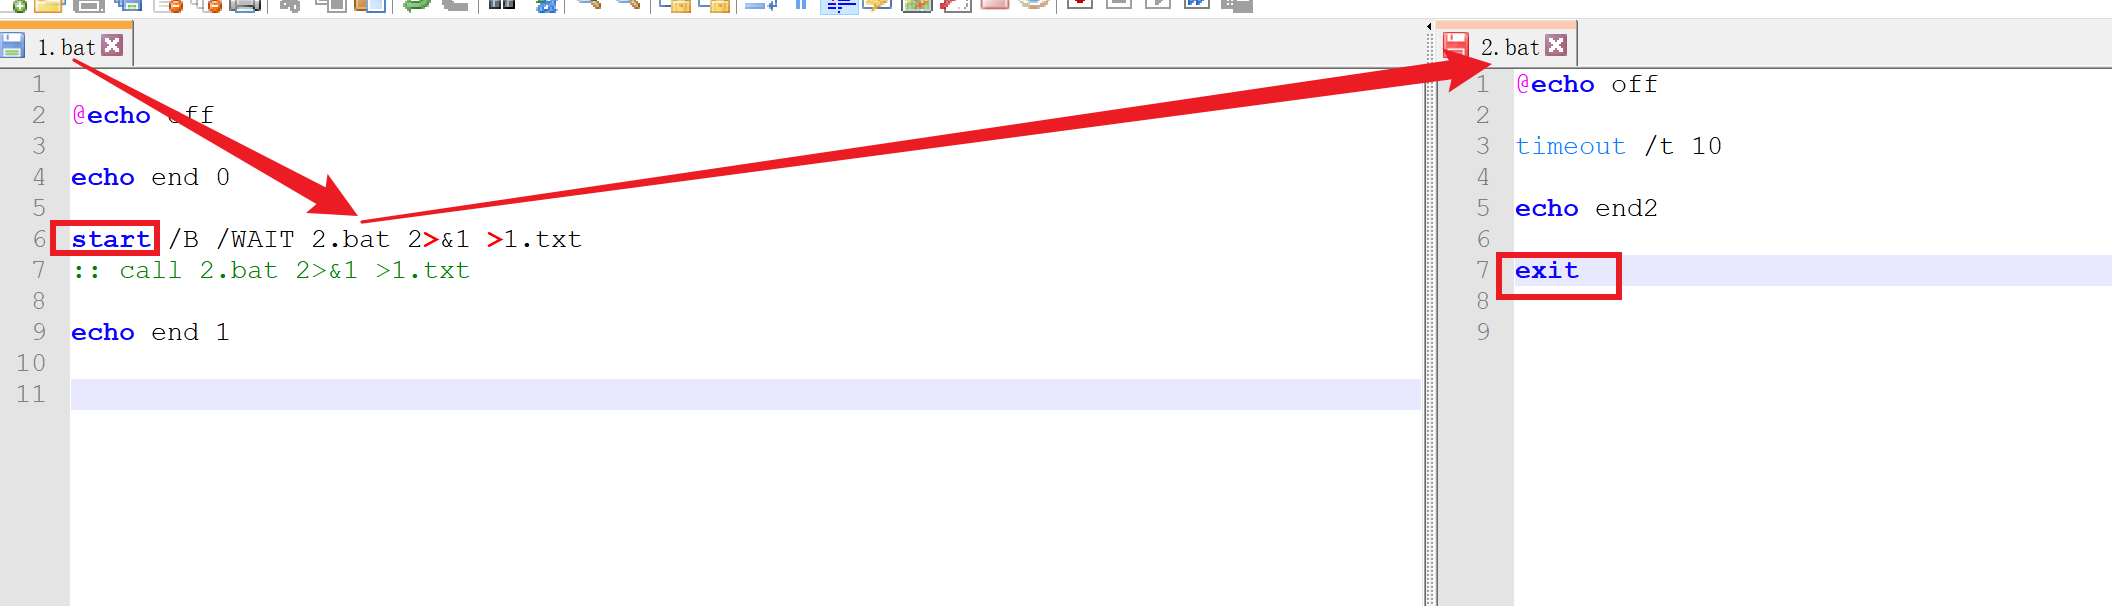 1.bat
1
2 @echo off
3
4 echo end 0
5
6 start /B /WAIT 2.bat 2>&1 >1.txt
7 :: call 2.bat 2>&1 >1.txt
8
9 echo end 1
10
11
2.bat
1 @echo off
2
3 timeout /t 10
4
5 echo end2
6
7 exit
8
9